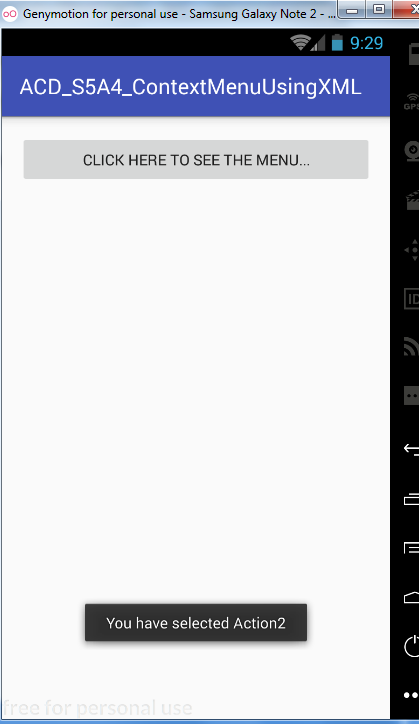 Genymotion for personal use - Samsung Galaxy Note 2 - ...
9:29
GPS
ACD_S5A4_ContextMenuUsingXML
CLICK HERE TO SEE THE MENU...
ID
You have selected Action2
free for personal use